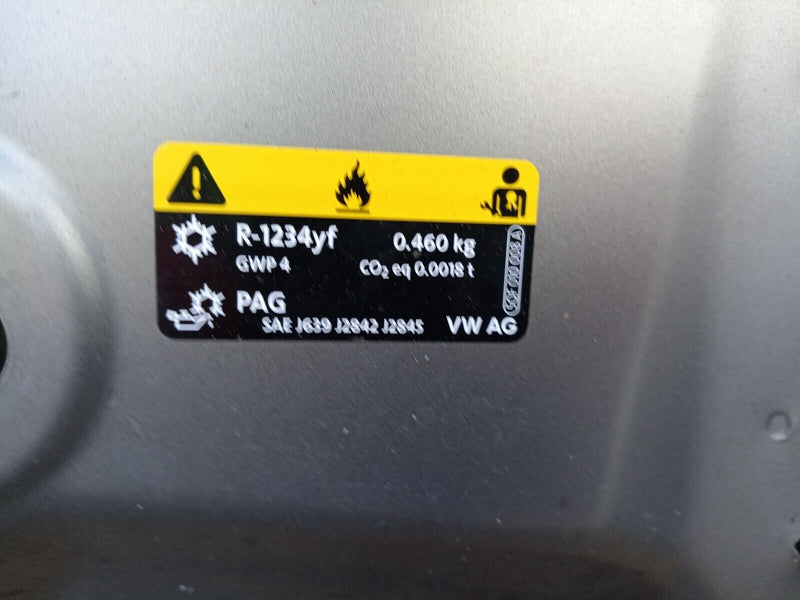 R-1234yf 0.460 kg
GWP 4 CO₂ eq 0.0018 t
PAG
SAE J639 J2842 J2845 VW AG